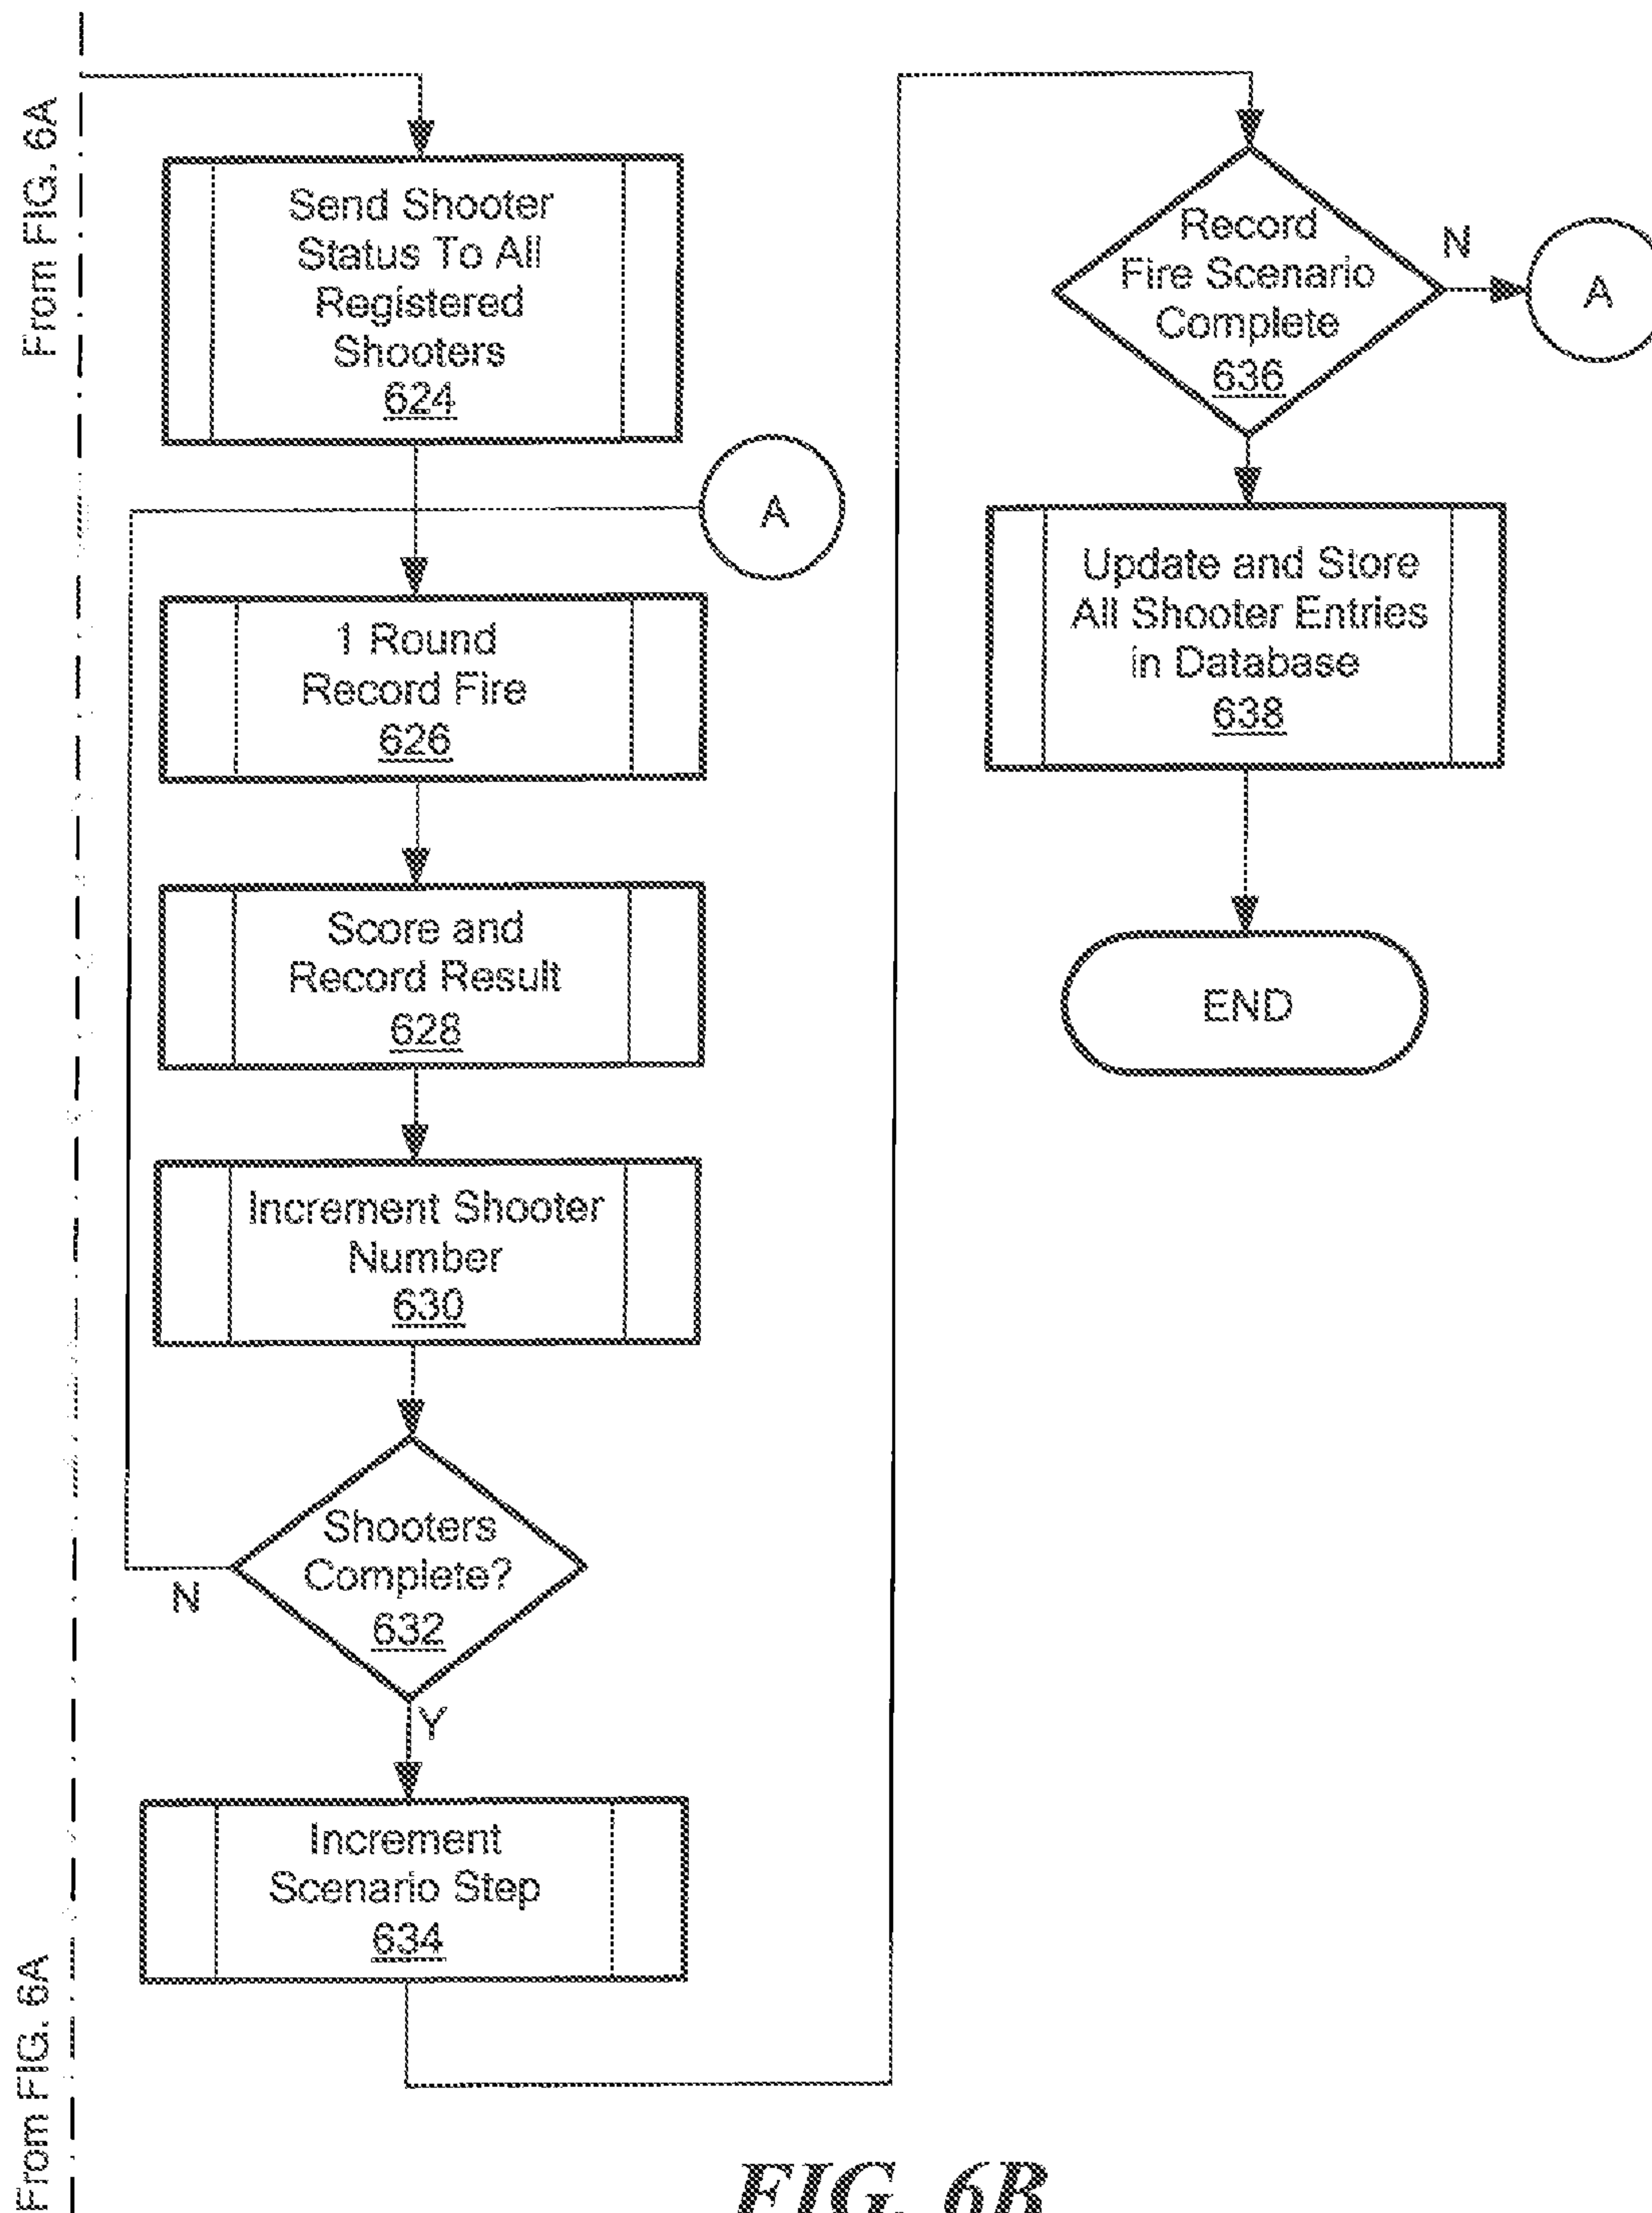 From FIG. 6A
Send Shooter
Status To All
Registered
Shooters
624
A
1 Round
Record Fire
626
Score and
Record Result
628
Increment Shooter
Number
630
Shooters
Complete?
632
N
Y
Increment
Scenario Step
634
From FIG. 6A
Record
Fire Scenario
Complete
636
N
A
Update and Store
All Shooter Entries
in Database
638
END
FIG. 6B